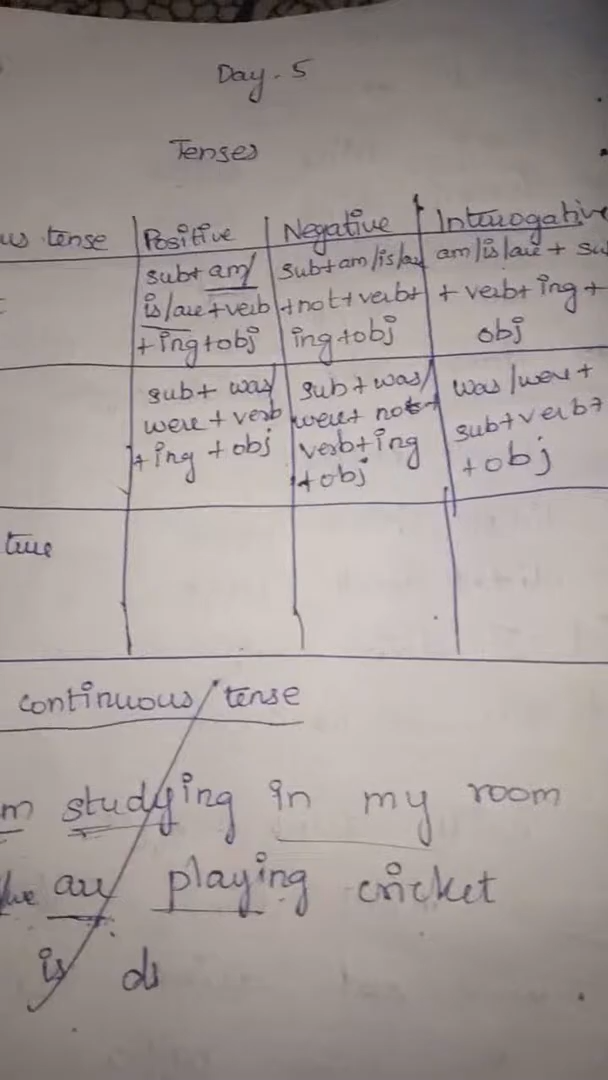 Day. 5
Tenses
us tense Positive Negative Interogative
sub+am/ is/are+verb +ing+obj
sub+am/is/are +not+verb+ ing+obj
am/is/are + su + verb+ing+ obj
sub+ was/ were + verb +ing + obj
sub+was/ were+ not+ verb+ing +obj
was/were+ sub+verb+ +obj
ture
continuous/tense
m studying in my room
are playing cricket
is ds